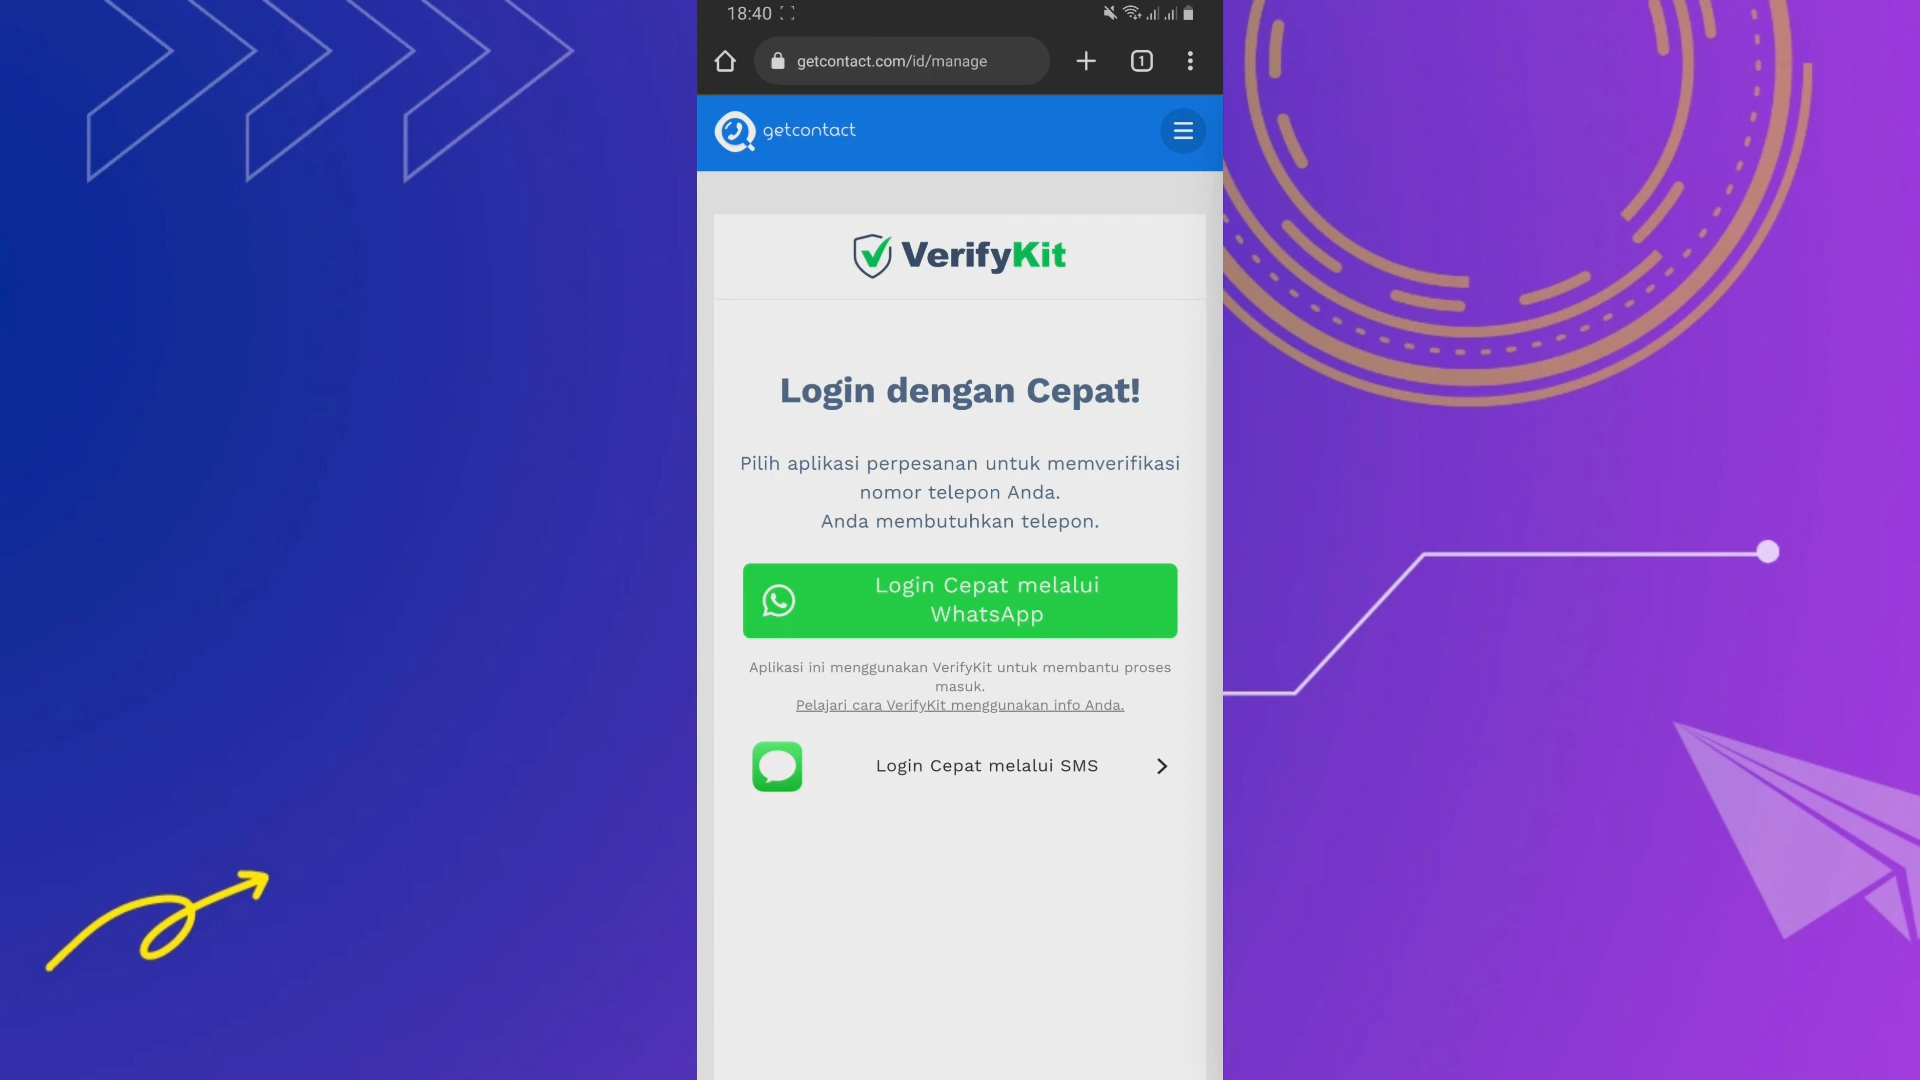 18:40
getcontact.com/id/manage
1
getcontact
VerifyKit
Login dengan Cepat!
Pilih aplikasi perpesanan untuk memverifikasi
nomor telepon Anda.
Anda membutuhkan telepon.
Login Cepat melalui
WhatsApp
Aplikasi ini menggunakan VerifyKit untuk membantu proses
masuk.
Pelajari cara VerifyKit menggunakan info Anda.
Login Cepat melalui SMS